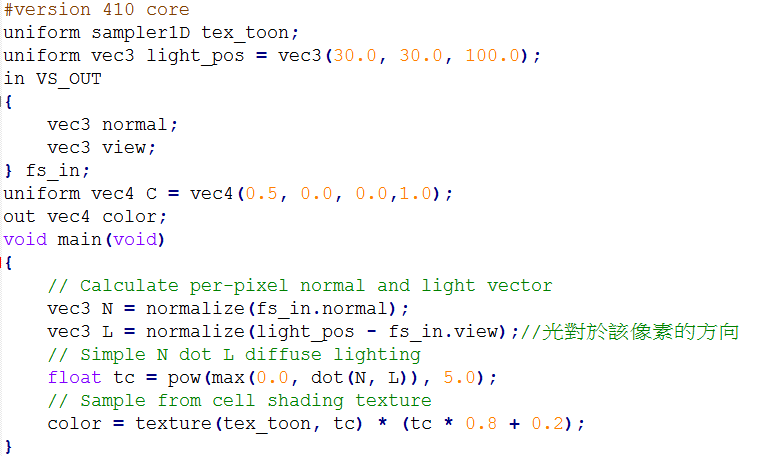 #version 410 core
uniform sampler1D tex_toon;
uniform vec3 light_pos = vec3(30.0, 30.0, 100.0);
in VS_OUT
{
    vec3 normal;
    vec3 view;
} fs_in;
uniform vec4 C = vec4(0.5, 0.0, 0.0,1.0);
out vec4 color;
void main(void)
{
    // Calculate per-pixel normal and light vector
    vec3 N = normalize(fs_in.normal);
    vec3 L = normalize(light_pos - fs_in.view);//光對於該像素的方向
    // Simple N dot L diffuse lighting
    float tc = pow(max(0.0, dot(N, L)), 5.0);
    // Sample from cell shading texture
    color = texture(tex_toon, tc) * (tc * 0.8 + 0.2);
}